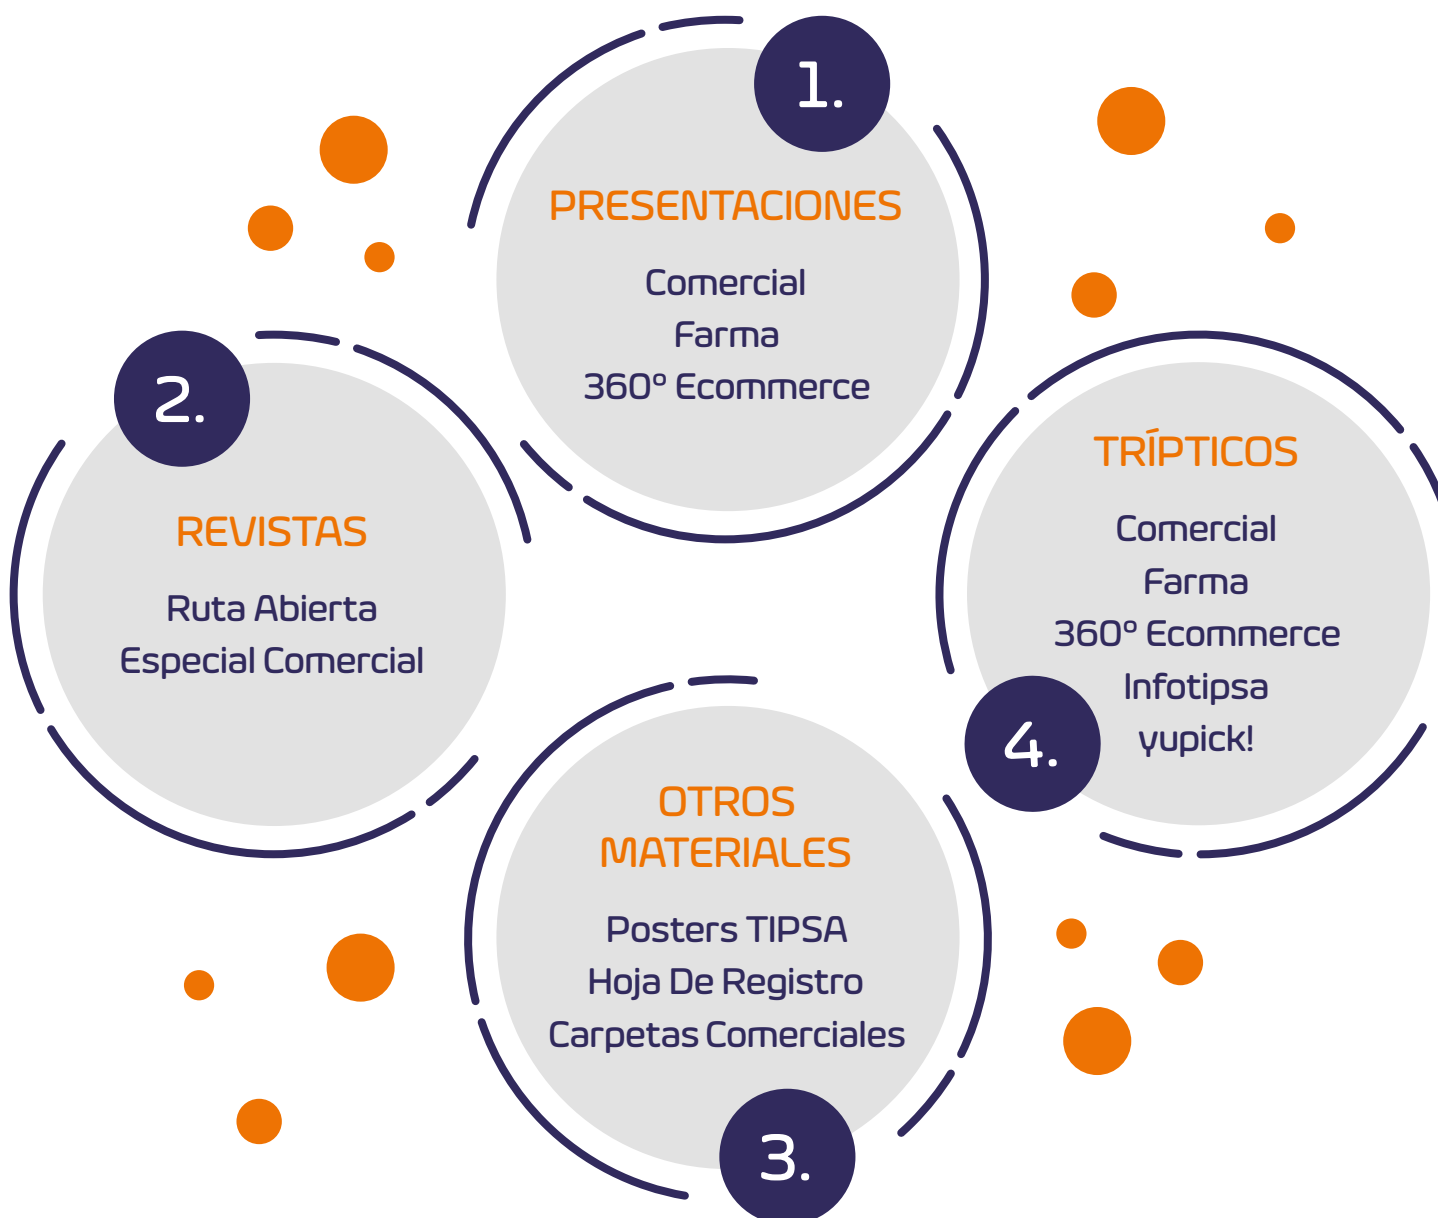 1.
PRESENTACIONES
Comercial
Farma
360º Ecommerce
2.
REVISTAS
Ruta Abierta
Especial Comercial
3.
OTROS
MATERIALES
Posters TIPSA
Hoja De Registro
Carpetas Comerciales
4.
TRÍPTICOS
Comercial
Farma
360º Ecommerce
Infotipsa
yupick!